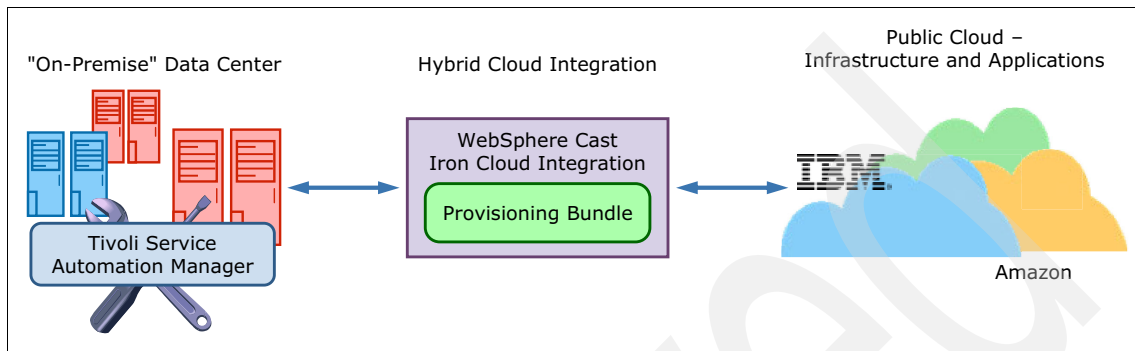 "On-Premise" Data Center
Hybrid Cloud Integration
Public Cloud –
Infrastructure and Applications
WebSphere Cast
Iron Cloud Integration
Provisioning Bundle
Tivoli Service
Automation Manager
IBM.
Amazon